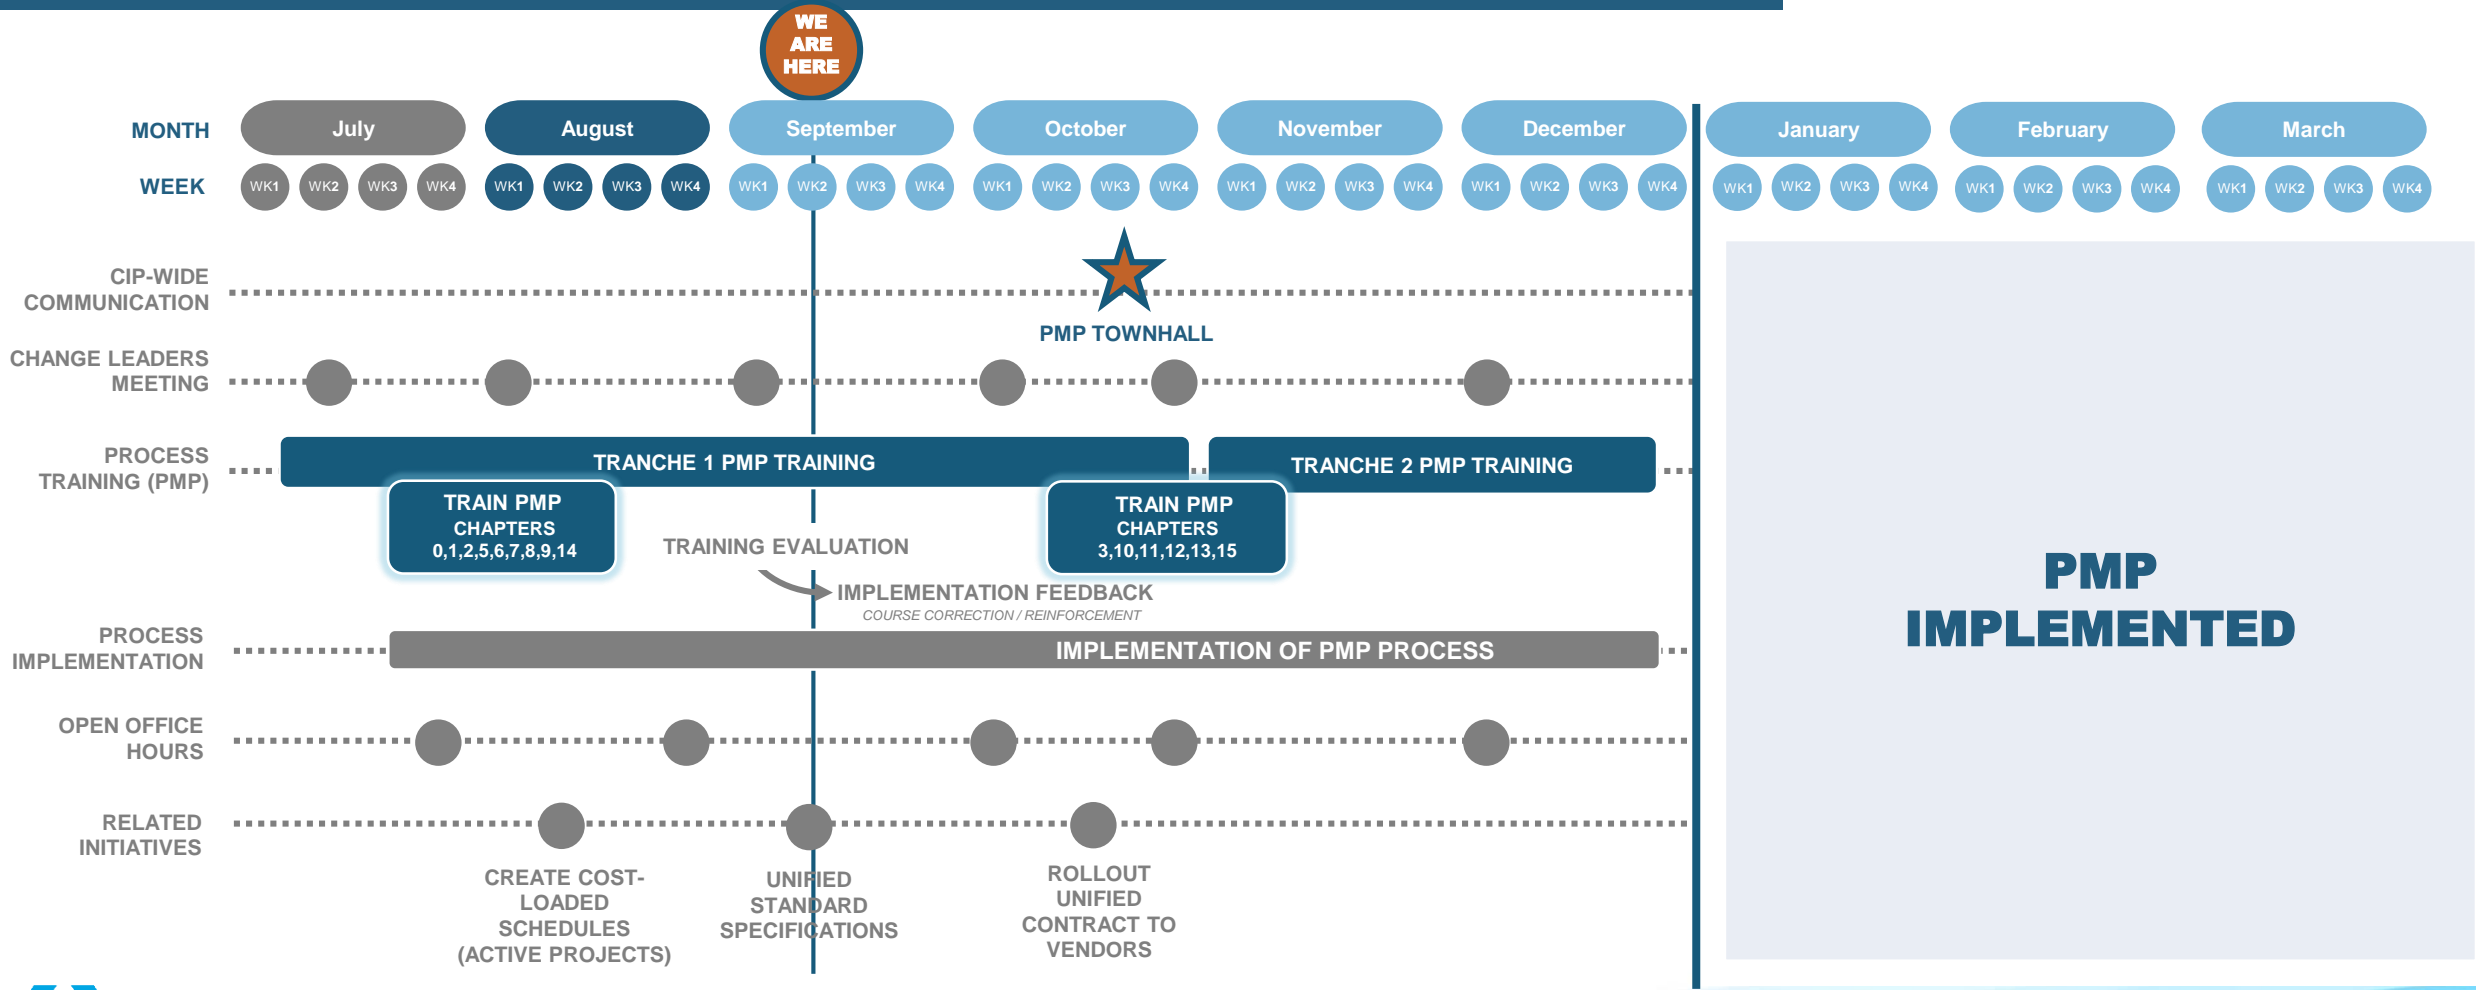 WE
ARE
HERE
MONTH
July
August
September
October
November
December
January
February
March
WEEK
WK1 WK2 WK3 WK4
WK1 WK2 WK3 WK4
WK1 WK2 WK3 WK4
WK1 WK2 WK3 WK4
WK1 WK2 WK3 WK4
WK1 WK2 WK3 WK4
WK1 WK2 WK3 WK4
WK1 WK2 WK3 WK4
WK1 WK2 WK3 WK4
CIP-WIDE
COMMUNICATION
PMP TOWNHALL
CHANGE LEADERS
MEETING
PROCESS
TRAINING (PMP)
TRANCHE 1 PMP TRAINING
TRANCHE 2 PMP TRAINING
TRAIN PMP
CHAPTERS
0,1,2,5,6,7,8,9,14
TRAINING EVALUATION
TRAIN PMP
CHAPTERS
3,10,11,12,13,15
IMPLEMENTATION FEEDBACK
COURSE CORRECTION / REINFORCEMENT
PROCESS
IMPLEMENTATION
IMPLEMENTATION OF PMP PROCESS
PMP
IMPLEMENTED
OPEN OFFICE
HOURS
RELATED
INITIATIVES
CREATE COST-
LOADED
SCHEDULES
(ACTIVE PROJECTS)
UNIFIED
STANDARD
SPECIFICATIONS
ROLLOUT
UNIFIED
CONTRACT TO
VENDORS